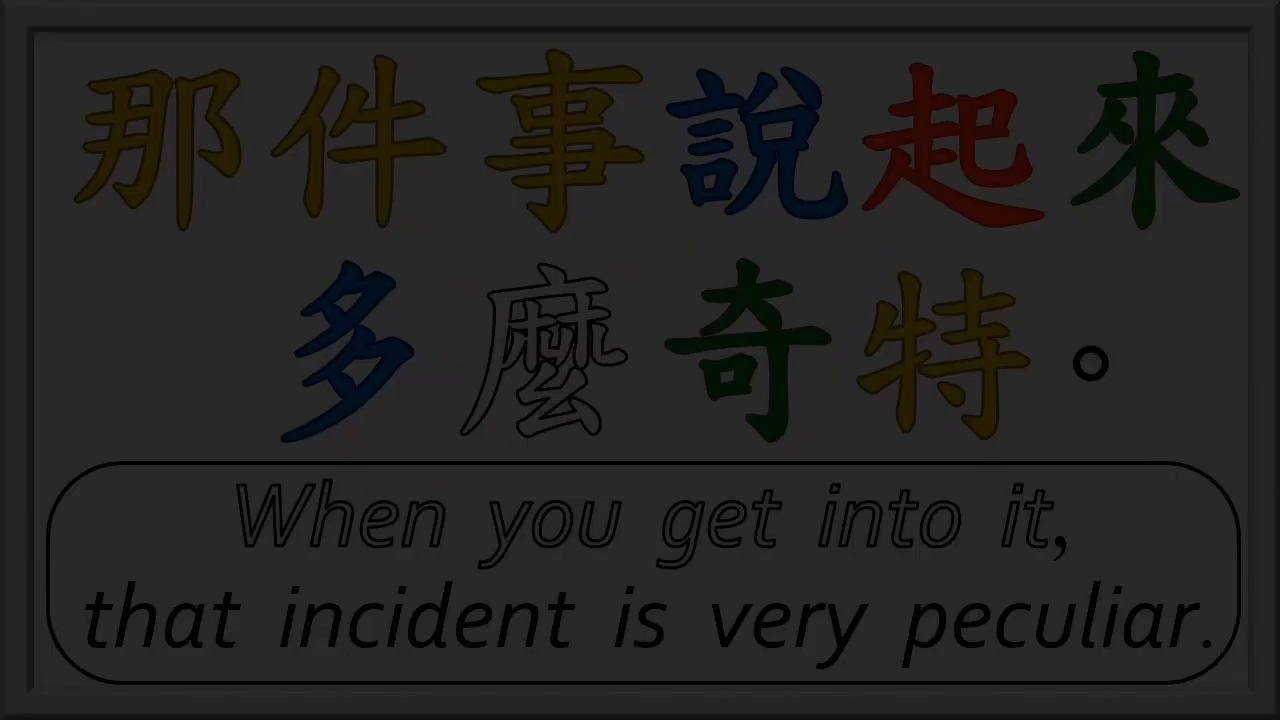 那件事說起來
多麼奇特。
When you get into it,
that incident is very peculiar.